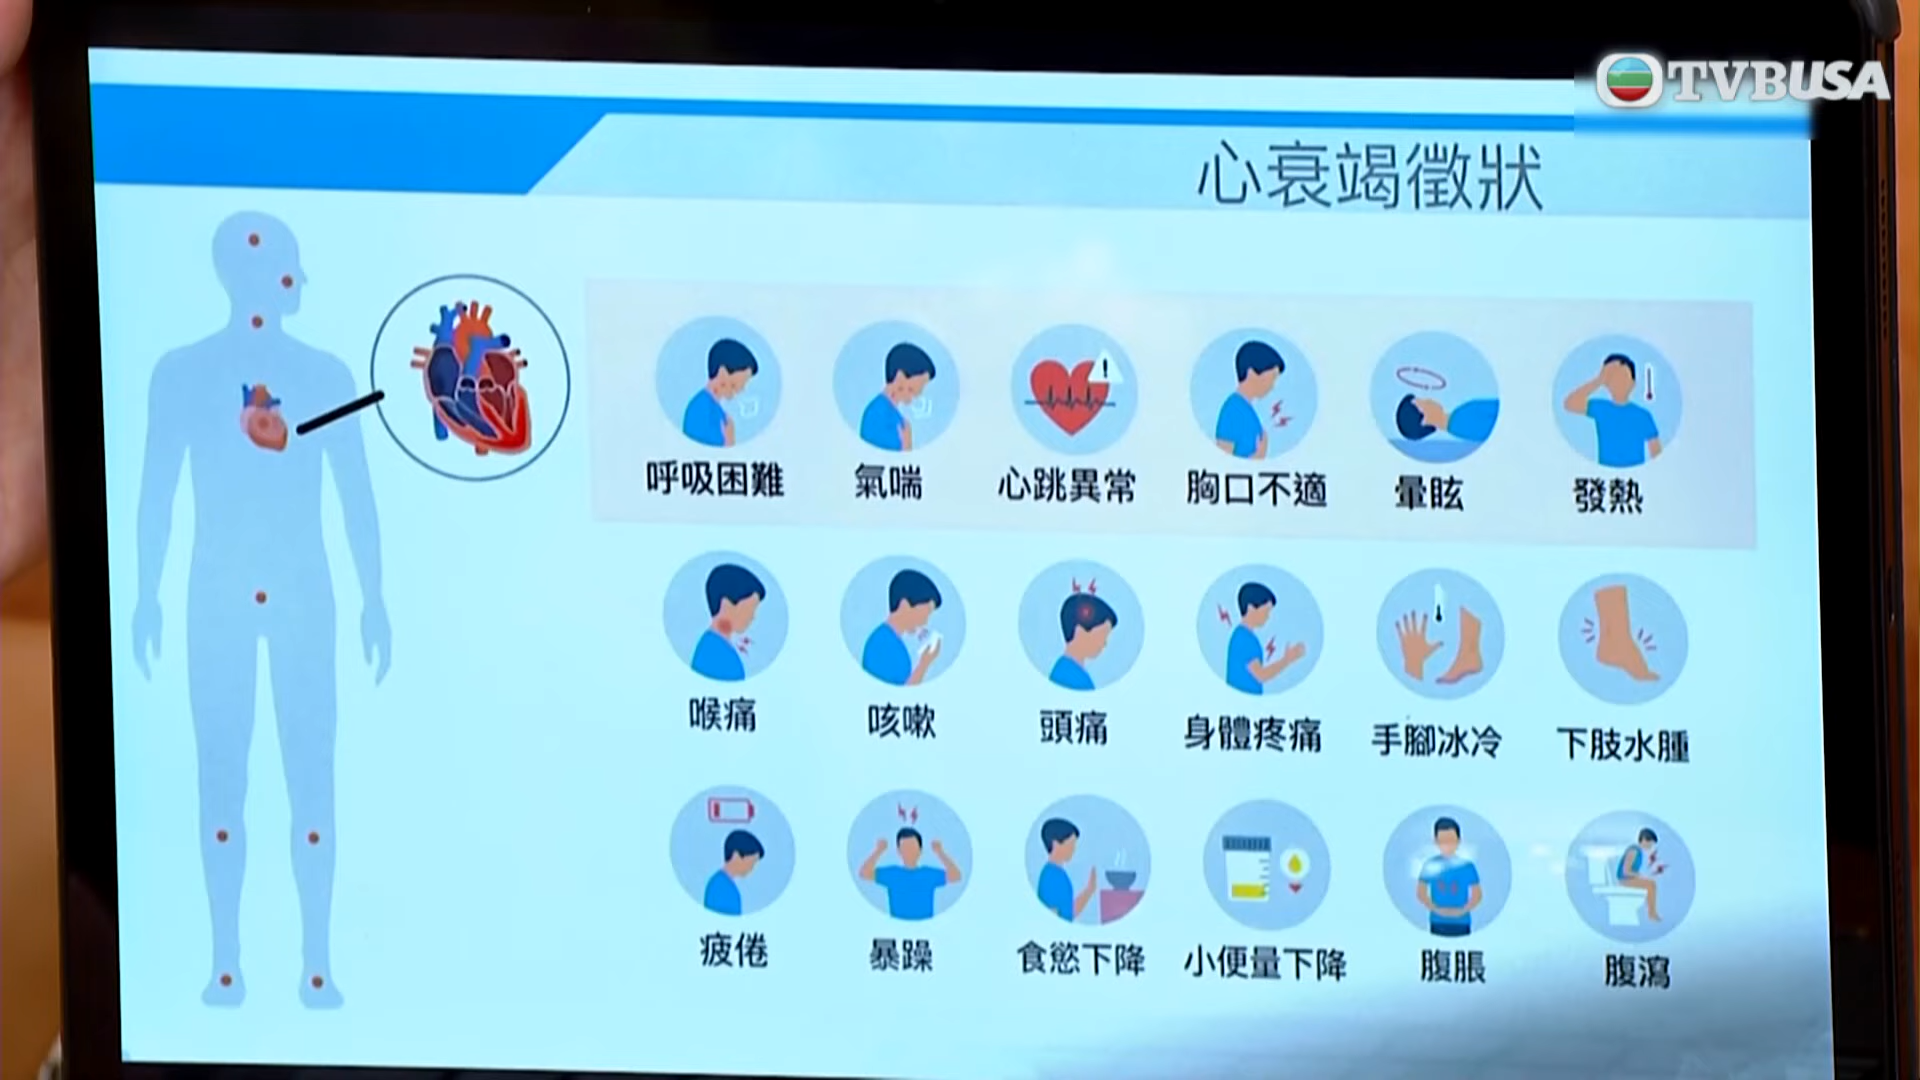 TVBUSA
心衰竭徵狀
呼吸困難 氣喘 心跳異常 胸口不適 暈眩 發熱
喉痛 咳嗽 頭痛 身體疼痛 手腳冰冷 下肢水腫
疲倦 暴躁 食慾下降 小便量下降 腹脹 腹瀉